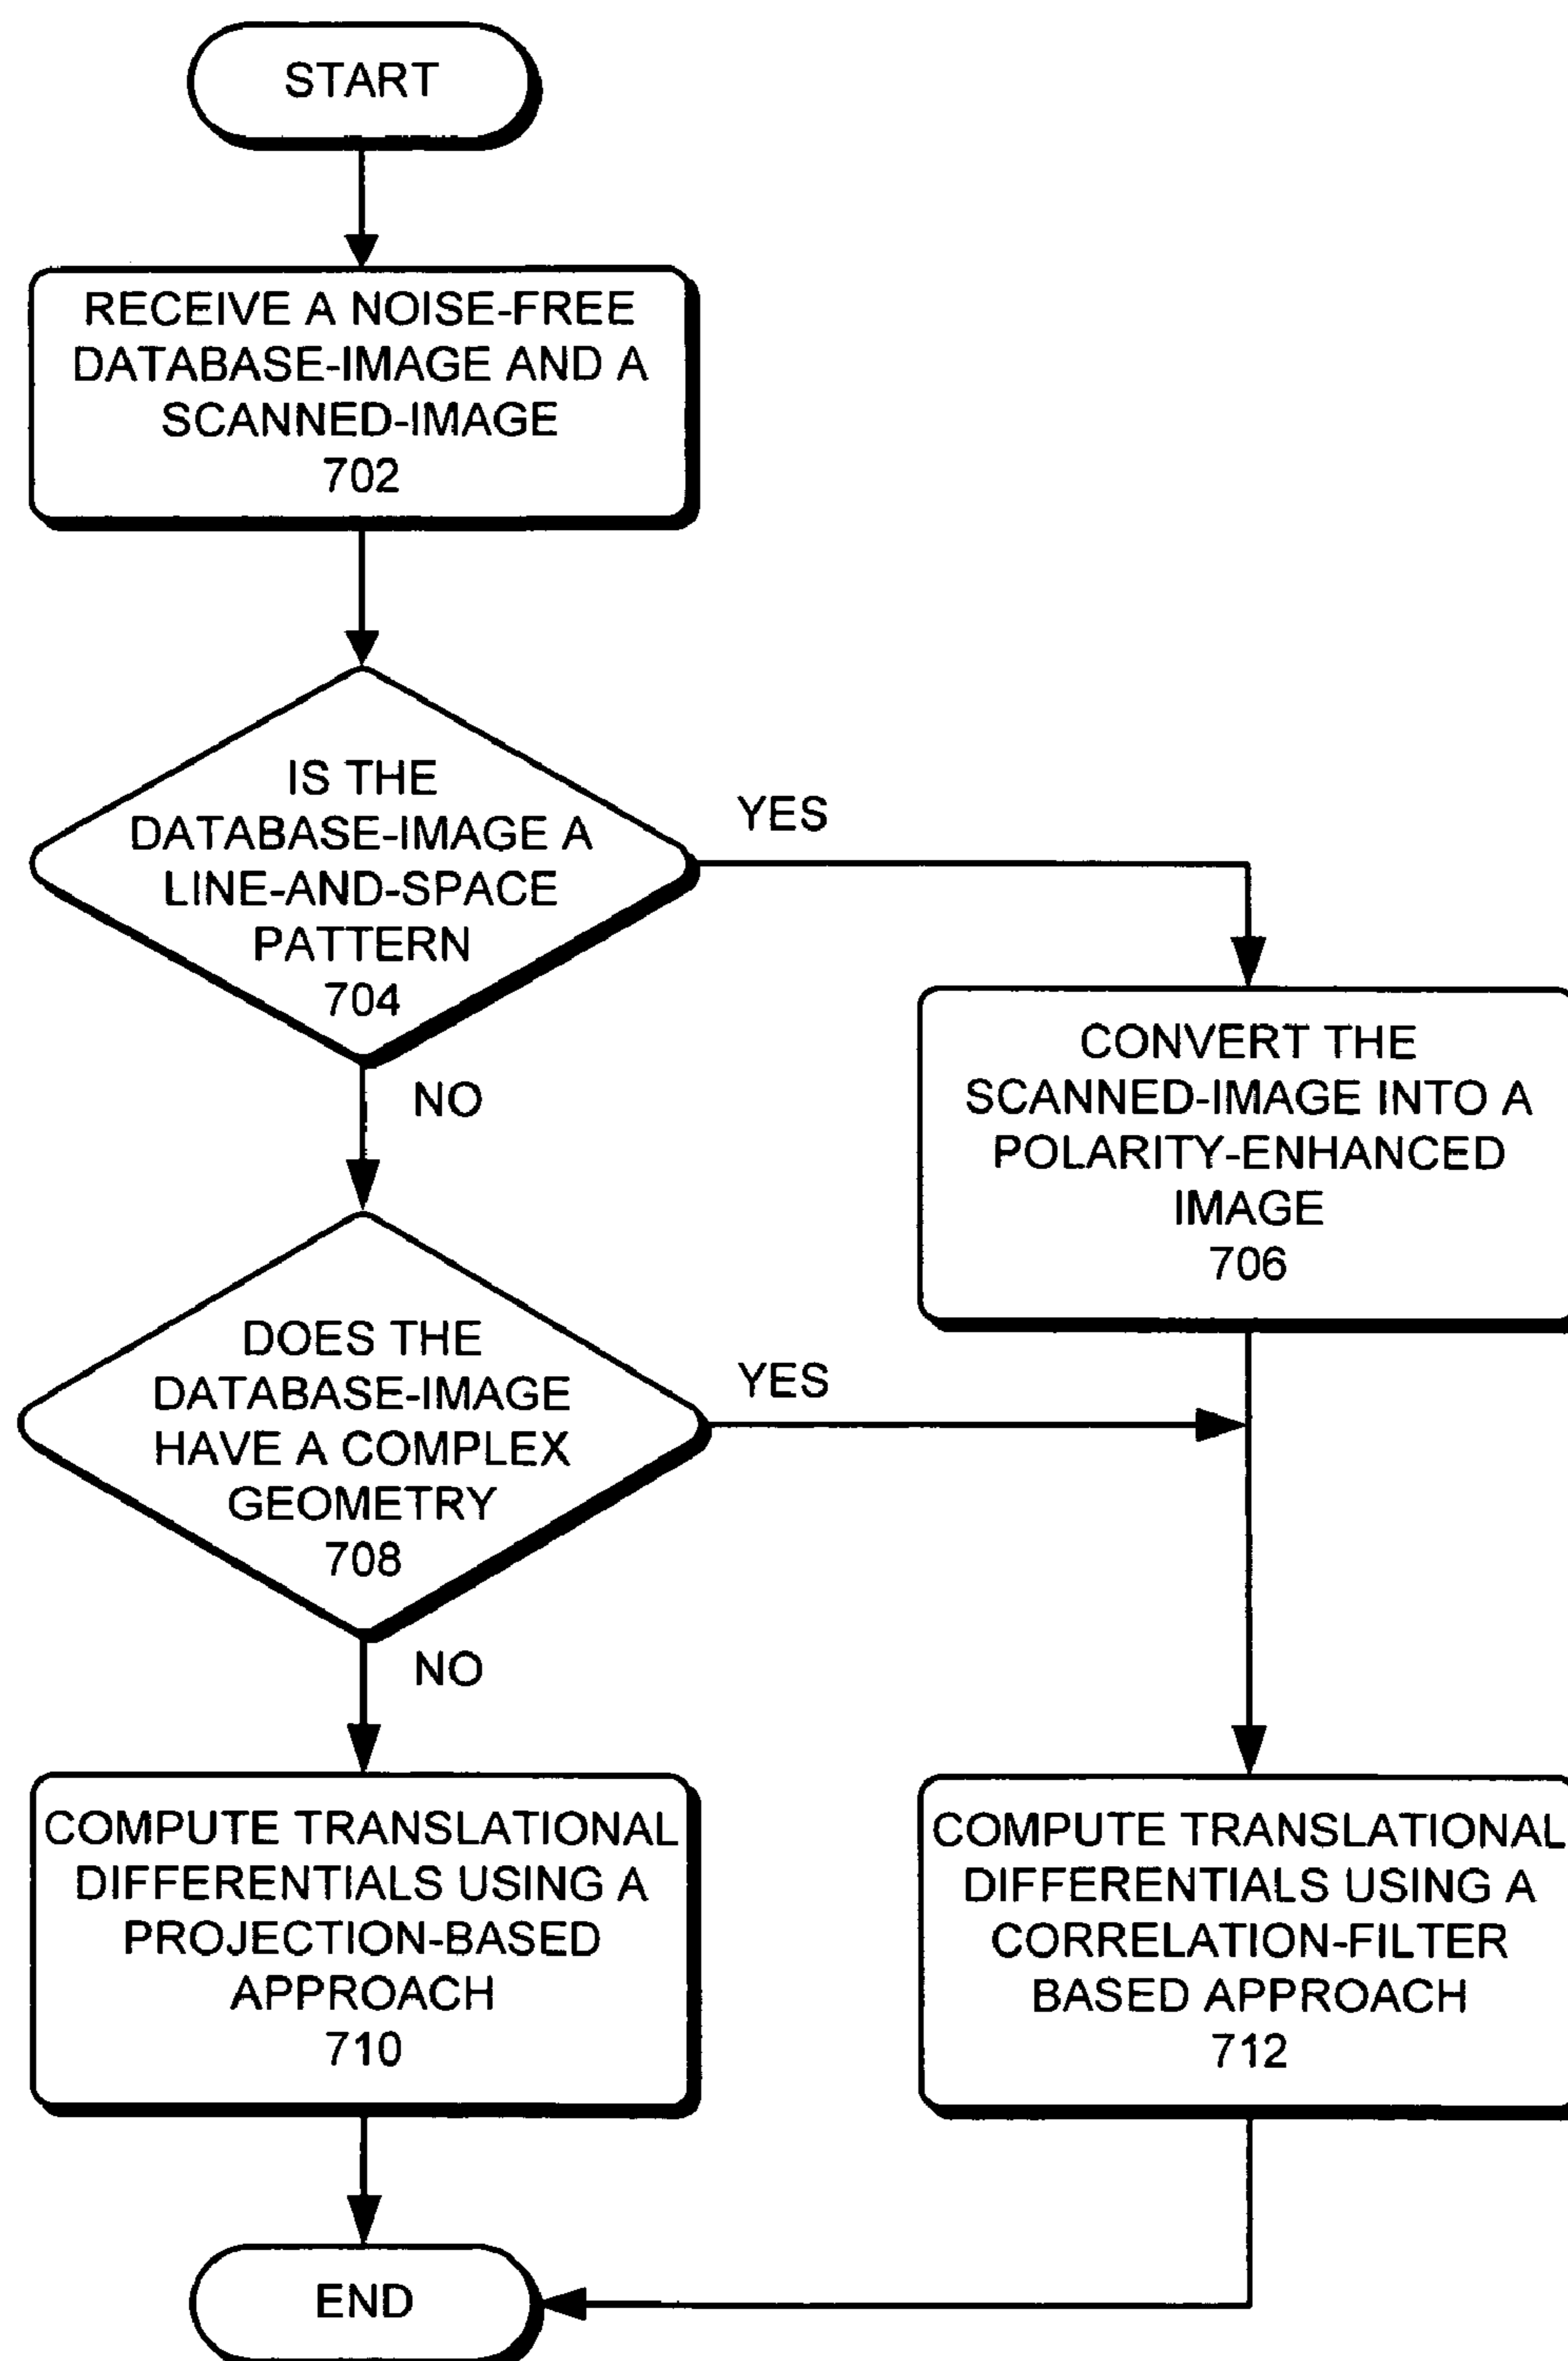 START
RECEIVE A NOISE-FREE
DATABASE-IMAGE AND A
SCANNED-IMAGE
702
IS THE
DATABASE-IMAGE A
LINE-AND-SPACE
PATTERN
704
YES
NO
CONVERT THE
SCANNED-IMAGE INTO A
POLARITY-ENHANCED
IMAGE
706
DOES THE
DATABASE-IMAGE
HAVE A COMPLEX
GEOMETRY
708
YES
NO
COMPUTE TRANSLATIONAL
DIFFERENTIALS USING A
PROJECTION-BASED
APPROACH
710
COMPUTE TRANSLATIONAL
DIFFERENTIALS USING A
CORRELATION-FILTER
BASED APPROACH
712
END